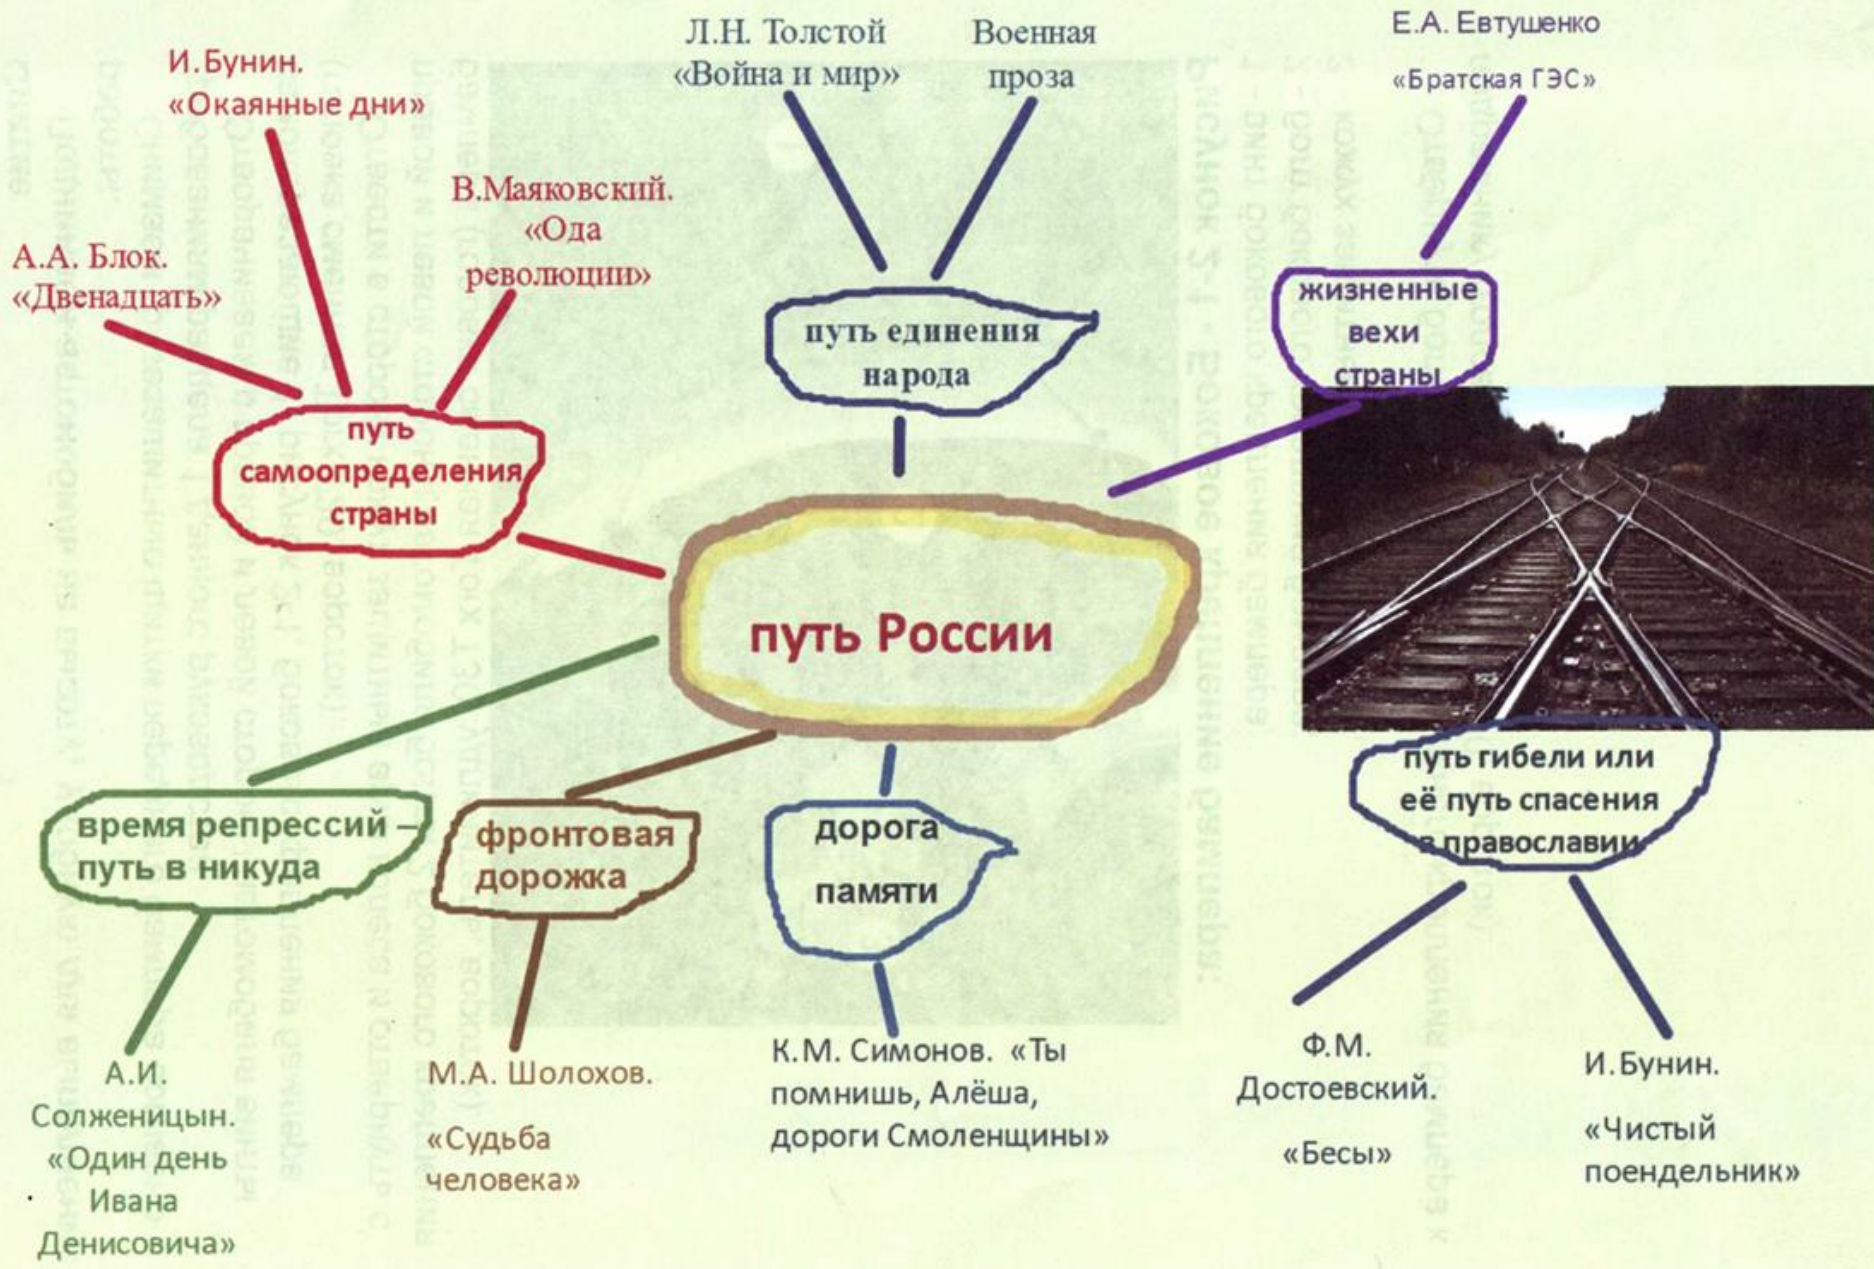 Л.Н. Толстой
«Война и мир»
Военная
проза
Е.А. Евтушенко
«Братская ГЭС»
И.Бунин.
«Окаянные дни»
В.Маяковский.
«Ода
революции»
А.А. Блок.
«Двенадцать»
путь единения
народа
жизненные
вехи
страны
путь
самоопределения
страны
путь России
время репрессий –
путь в никуда
фронтовая
дорожка
дорога
памяти
путь гибели или
её путь спасения
в православии
А.И.
Солженицын.
«Один день
Ивана
Денисовича»
М.А. Шолохов.
«Судьба
человека»
К.М. Симонов. «Ты
помнишь, Алёша,
дороги Смоленщины»
Ф.М.
Достоевский.
«Бесы»
И.Бунин.
«Чистый
поендельник»